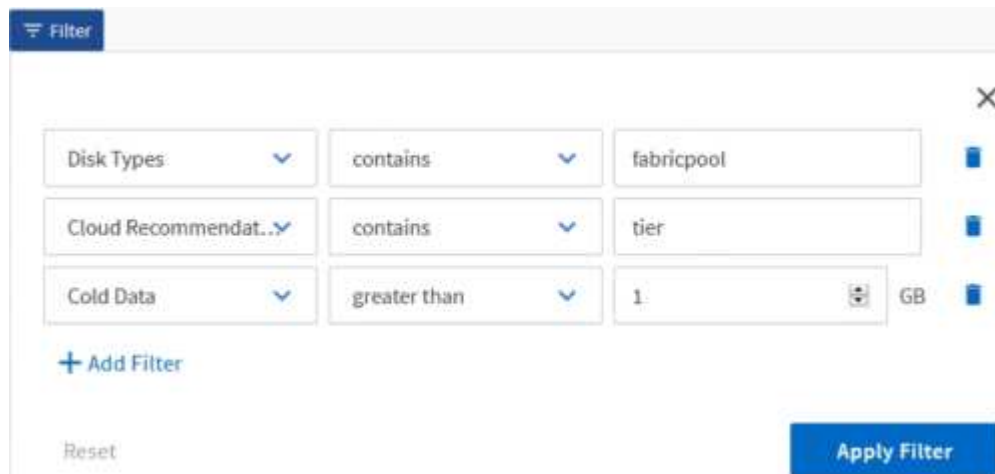 Filter
Disk Types contains fabricpool
Cloud Recommendat... contains tier
Cold Data greater than 1 GB
+ Add Filter
Reset Apply Filter